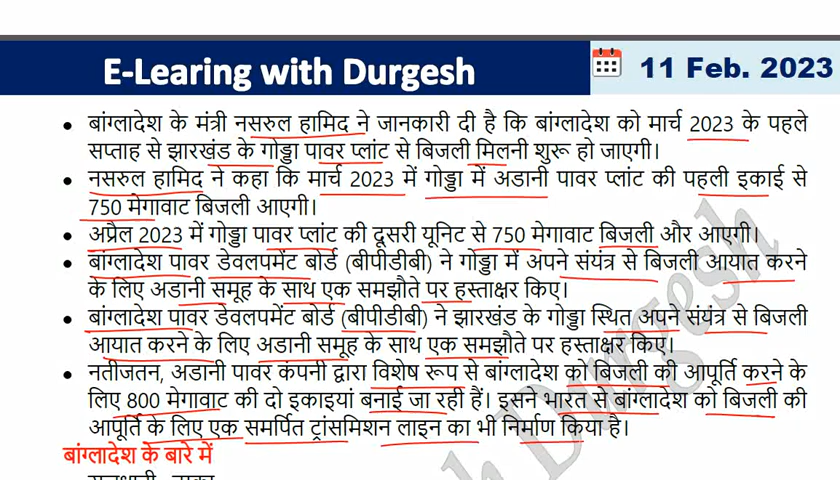 E-Learing with Durgesh
11 Feb. 2023
• बांग्लादेश के मंत्री नसरुल हामिद ने जानकारी दी है कि बांग्लादेश को मार्च 2023 के पहले
सप्ताह से झारखंड के गोड्डा पावर प्लांट से बिजली मिलनी शुरू हो जाएगी।
• नसरुल हामिद ने कहा कि मार्च 2023 में गोड्डा में अडानी पावर प्लांट की पहली इकाई से
750 मेगावाट बिजली आएगी।
• अप्रैल 2023 में गोड्डा पावर प्लांट की दूसरी यूनिट से 750 मेगावाट बिजली और आएगी।
• बांग्लादेश पावर डेवलपमेंट बोर्ड (बीपीडीबी) ने गोड्डा में अपने संयंत्र से बिजली आयात करने
के लिए अडानी समूह के साथ एक समझौते पर हस्ताक्षर किए।
• बांग्लादेश पावर डेवलपमेंट बोर्ड (बीपीडीबी) ने झारखंड के गोड्डा स्थित अपने संयंत्र से बिजली
आयात करने के लिए अडानी समूह के साथ एक समझौते पर हस्ताक्षर किए।
• नतीजतन, अडानी पावर कंपनी द्वारा विशेष रूप से बांग्लादेश को बिजली की आपूर्ति करने के
लिए 800 मेगावाट की दो इकाइयां बनाई जा रही हैं। इसने भारत से बांग्लादेश को बिजली की
आपूर्ति के लिए एक समर्पित ट्रांसमिशन लाइन का भी निर्माण किया है।
बांग्लादेश के बारे में
Durgesh